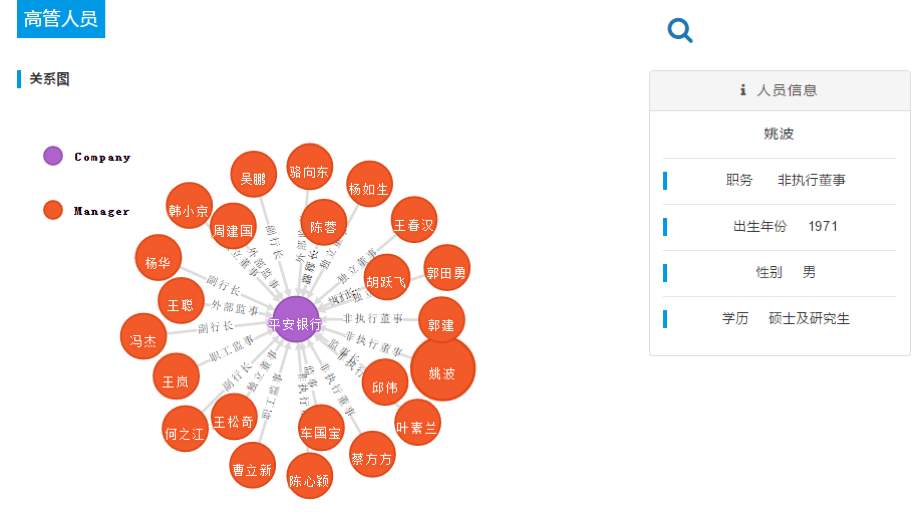 高管人员
关系图
Company
Manager
骆向东
吴鹏
杨如生
韩小京
陈蓉
王春汉
周建国
副行长
外部监事
独立董事
杨华
胡跃飞
郭田勇
副行长
王聪
外部监事
平安银行
非执行董事
郭建
冯杰
副行长
非执行董事
职工监事
姚波
王岚
副行长
独立董事
邱伟
职工监事
非执行董事
王松奇
车国宝
叶素兰
何之江
曹立新
陈心颖
蔡方方
人员信息
姚波
职务 非执行董事
出生年份 1971
性别 男
学历 硕士及研究生